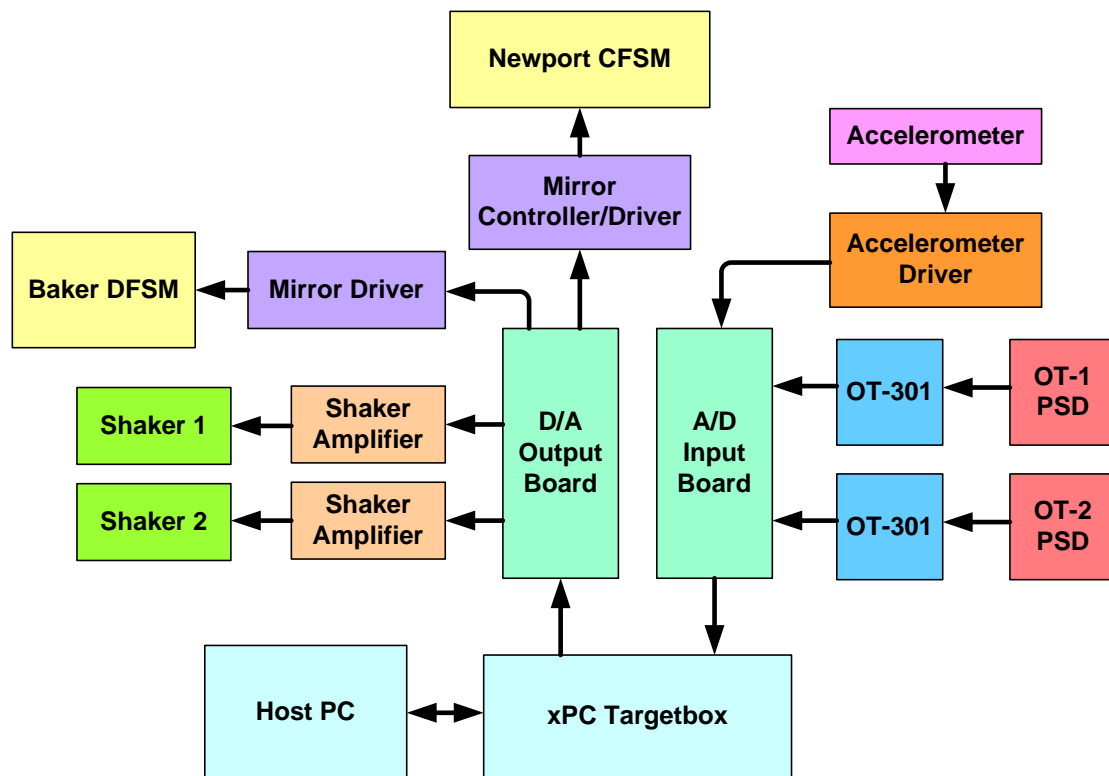 Newport CFSM
Accelerometer
Mirror
Controller/Driver
Accelerometer
Driver
Baker DFSM
Mirror Driver
Shaker 1
Shaker
Amplifier
D/A
Output
Board
A/D
Input
Board
OT-301
OT-1
PSD
Shaker 2
Shaker
Amplifier
OT-301
OT-2
PSD
Host PC
xPC Targetbox